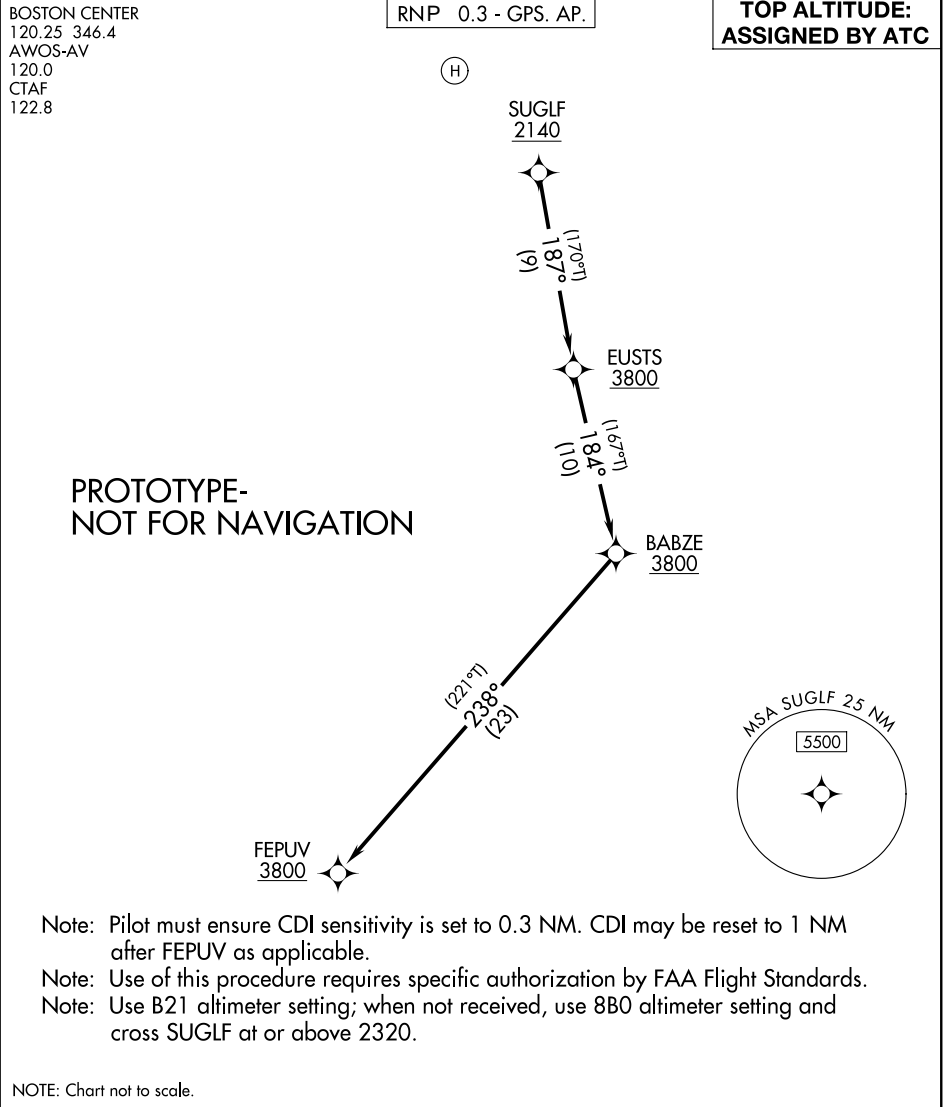 BOSTON CENTER
120.25 346.4
AWOS-AV
120.0
CTAF
122.8
RNP 0.3 - GPS. AP.
TOP ALTITUDE:
ASSIGNED BY ATC
H
SUGLF
2140
(170°T)
187°
(9)
EUSTS
3800
(167°T)
184°
(10)
PROTOTYPE-
NOT FOR NAVIGATION
BABZE
3800
(221°T)
238°
(23)
MSA SUGLF 25 NM
5500
FEPUV
3800
Note: Pilot must ensure CDI sensitivity is set to 0.3 NM. CDI may be reset to 1 NM
after FEPUV as applicable.
Note: Use of this procedure requires specific authorization by FAA Flight Standards.
Note: Use B21 altimeter setting; when not received, use 8B0 altimeter setting and
cross SUGLF at or above 2320.
NOTE: Chart not to scale.